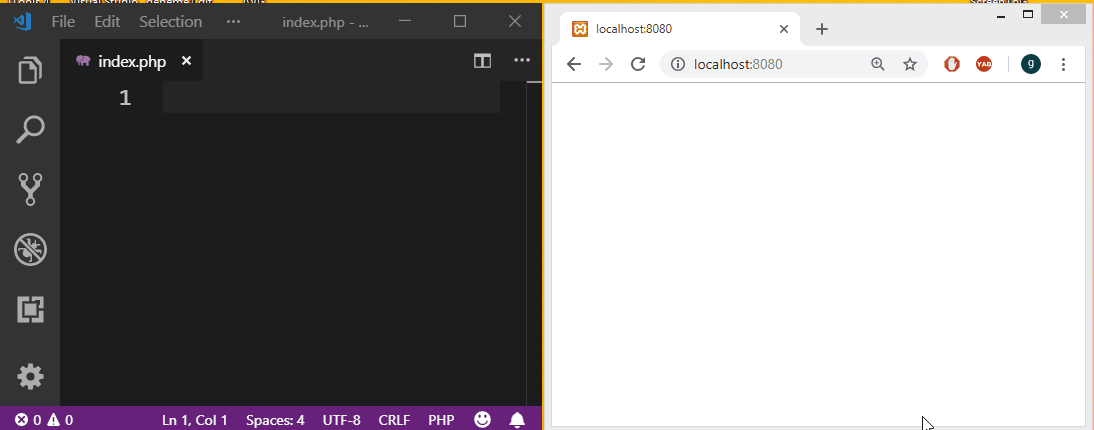 File Edit Selection ··· index.php - ...
index.php
1
0 0 Ln 1, Col 1 Spaces: 4 UTF-8 CRLF PHP
localhost:8080
localhost:8080
YAB
g